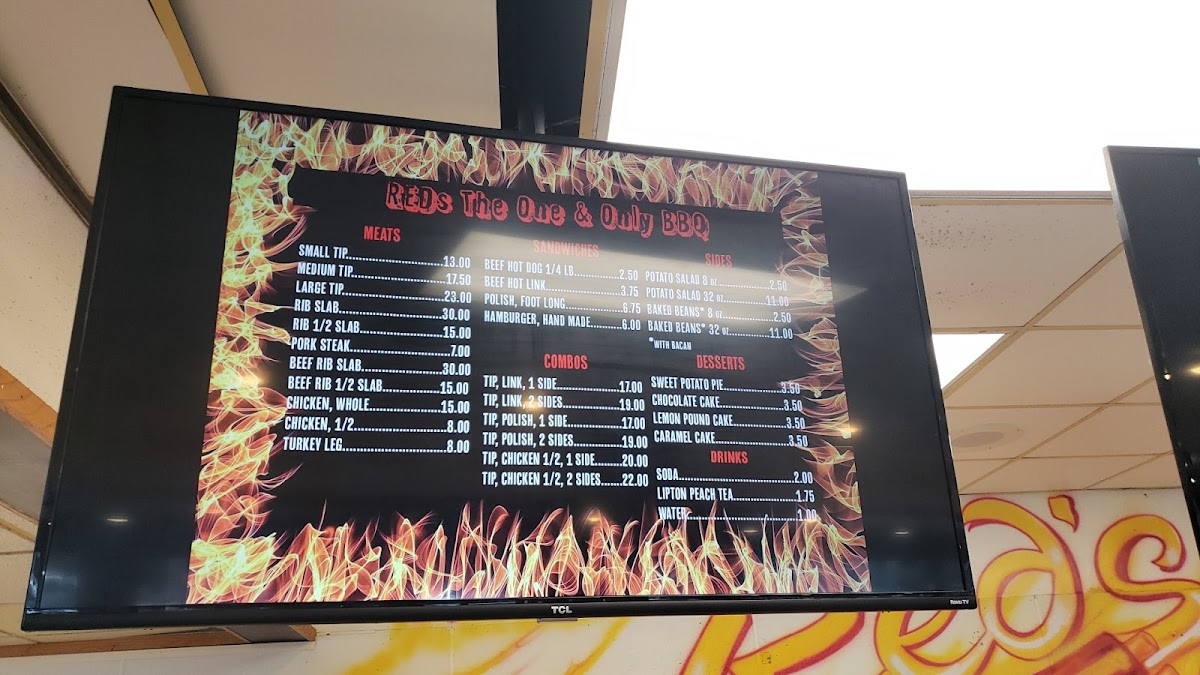 REDs The One & Only BBQ
MEATS
SMALL TIP......................13.00
MEDIUM TIP......................17.50
LARGE TIP......................23.00
RIB SLAB......................30.00
RIB 1/2 SLAB......................15.00
PORK STEAK......................7.00
BEEF RIB SLAB......................30.00
BEEF RIB 1/2 SLAB..............15.00
CHICKEN, WHOLE................15.00
CHICKEN, 1/2......................8.00
TURKEY LEG......................8.00
SANDWICHES
BEEF HOT DOG 1/4 LB............2.50
BEEF HOT LINK..................3.75
POLISH, FOOT LONG..............6.75
HAMBURGER, HAND MADE.........6.00
COMBOS
TIP, LINK, 1 SIDE................17.00
TIP, LINK, 2 SIDES...............19.00
TIP, POLISH, 1 SIDE..............17.00
TIP, POLISH, 2 SIDES.............19.00
TIP, CHICKEN 1/2, 1 SIDE........20.00
TIP, CHICKEN 1/2, 2 SIDES......22.00
SIDES
POTATO SALAD 8 OZ..............2.50
POTATO SALAD 32 OZ...........11.00
BAKED BEANS* 8 OZ..............2.50
BAKED BEANS* 32 OZ...........11.00
*WITH BACAN
DESSERTS
SWEET POTATO PIE...............3.50
CHOCOLATE CAKE.................3.50
LEMON POUND CAKE..............3.50
CARAMEL CAKE....................3.50
DRINKS
SODA..............................2.00
LIPTON PEACH TEA................1.75
WATER.............................1.00
TCL
Roku TV
Red's